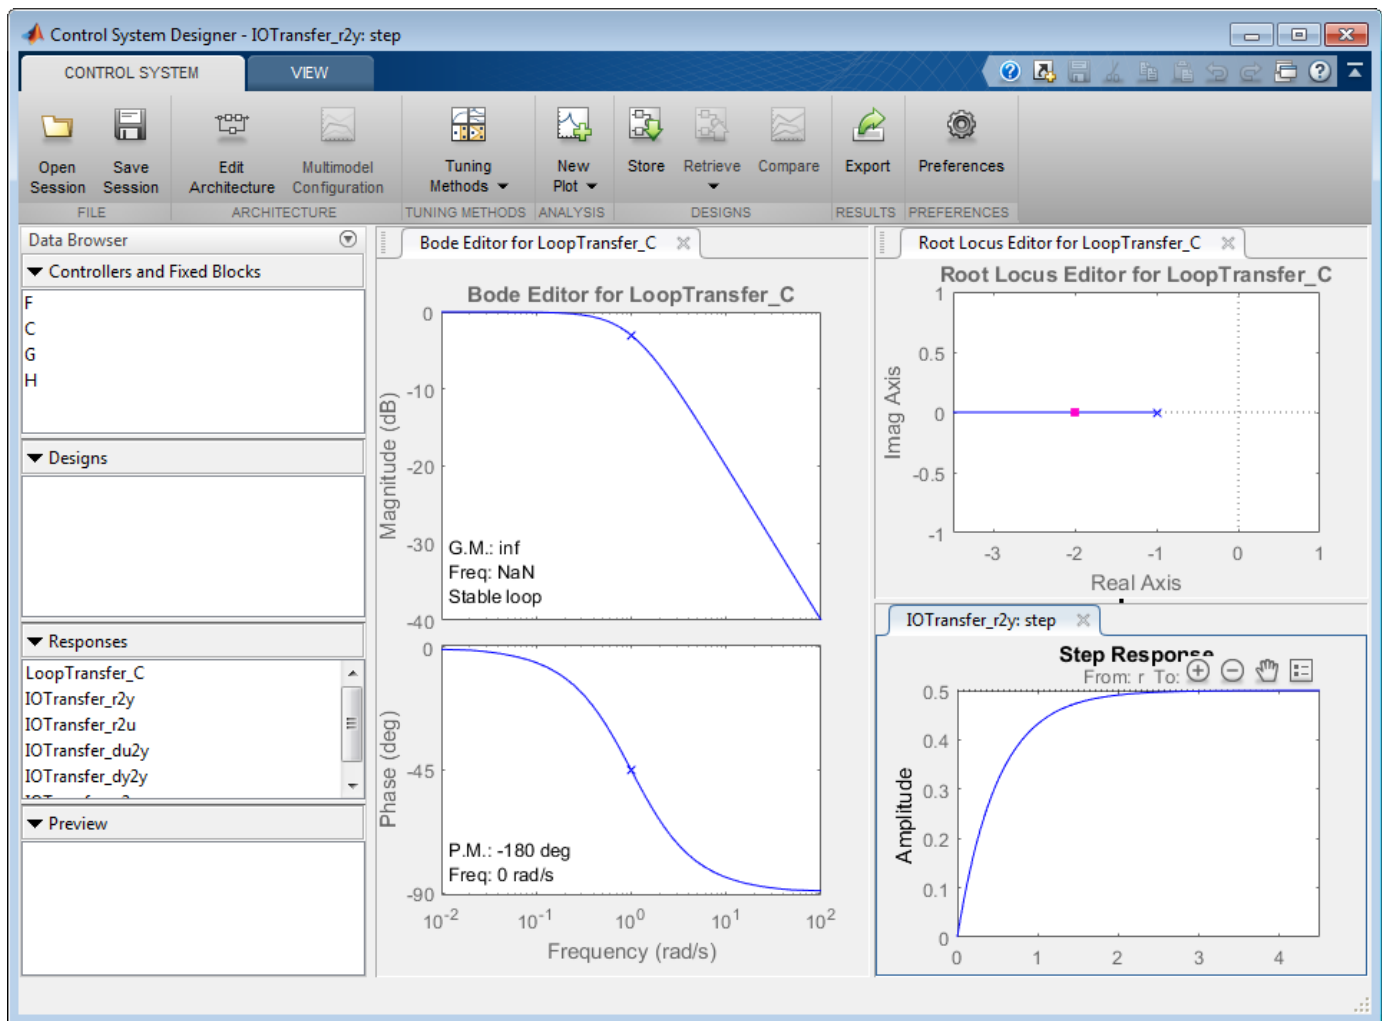 Control System Designer - IOTransfer_r2y: step
CONTROL SYSTEM
VIEW
Open Session
Save Session
Edit Architecture
Multimodel Configuration
Tuning Methods
New Plot
Store
Retrieve
Compare
Export
Preferences
FILE
ARCHITECTURE
TUNING METHODS
ANALYSIS
DESIGNS
RESULTS
PREFERENCES
Data Browser
Controllers and Fixed Blocks
F
C
G
H
Designs
Responses
LoopTransfer_C
IOTransfer_r2y
IOTransfer_r2u
IOTransfer_du2y
IOTransfer_dy2y
Preview
Bode Editor for LoopTransfer_C
Bode Editor for LoopTransfer_C
Magnitude (dB)
0
-10
-20
-30
-40
G.M.: inf
Freq: NaN
Stable loop
Phase (deg)
0
-45
-90
P.M.: -180 deg
Freq: 0 rad/s
10-2
10-1
100
101
102
Frequency (rad/s)
Root Locus Editor for LoopTransfer_C
Root Locus Editor for LoopTransfer_C
Imag Axis
1
0.5
0
-0.5
-1
-3
-2
-1
0
1
Real Axis
IOTransfer_r2y: step
Step Response
From: r To:
Amplitude
0.5
0.4
0.3
0.2
0.1
0
0
1
2
3
4